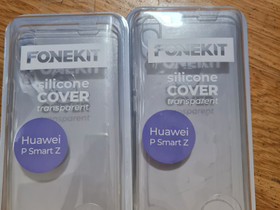 FONEKIT
silicone
COVER
transparent
Huawei
P Smart Z
FONEKIT
silicone
COVER
transparent
Huawei
P Smart Z